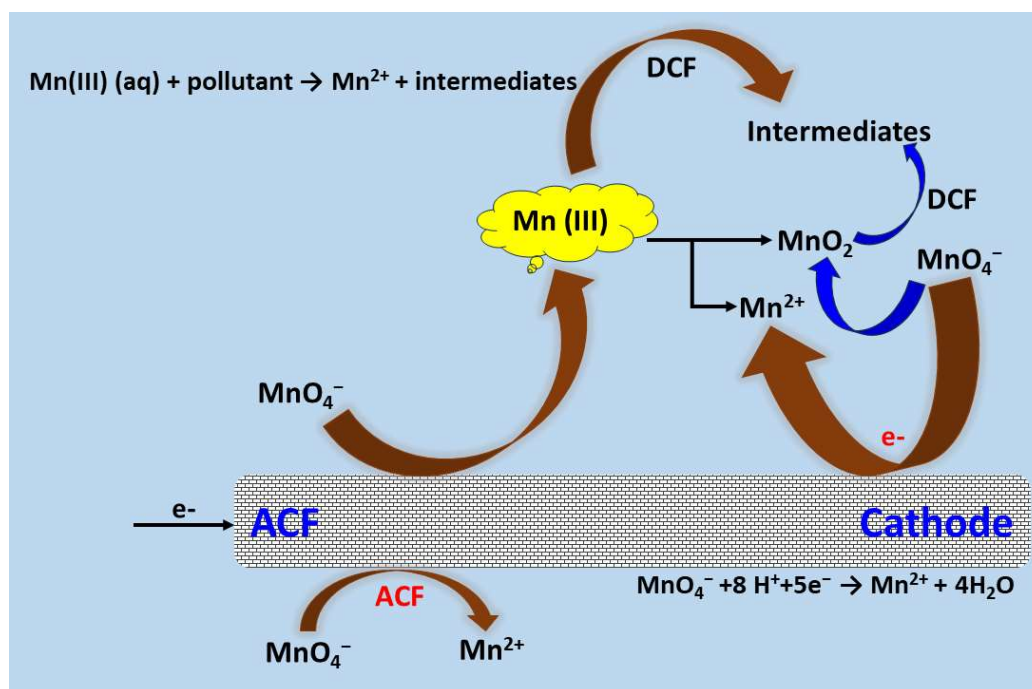 DCF
Mn(III) (aq) + pollutant → Mn²⁺ + intermediates
Intermediates
DCF
Mn (III)
MnO₂
MnO₄⁻
Mn²⁺
MnO₄⁻
e-
e-
ACF
Cathode
MnO₄⁻ +8 H⁺+5e⁻ → Mn²⁺ + 4H₂O
ACF
MnO₄⁻
Mn²⁺